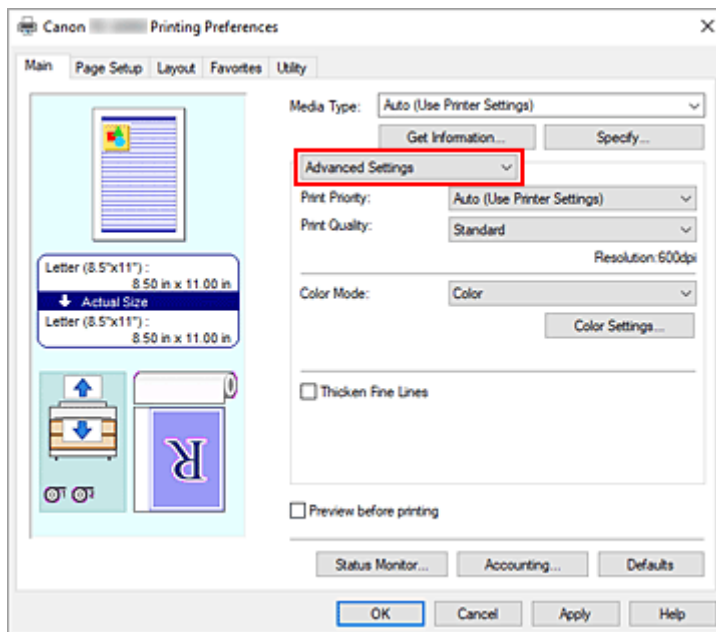 Canon Printing Preferences
Main Page Setup Layout Favorites Utility
Media Type: Auto (Use Printer Settings)
Get Information... Specify...
Advanced Settings
Print Priority: Auto (Use Printer Settings)
Print Quality: Standard
Resolution:600dpi
Color Mode: Color
Color Settings...
Thicken Fine Lines
Preview before printing
Letter (8.5"x11") :
8.50 in x 11.00 in
Actual Size
Letter (8.5"x11") :
8.50 in x 11.00 in
R
Status Monitor... Accounting... Defaults
OK Cancel Apply Help